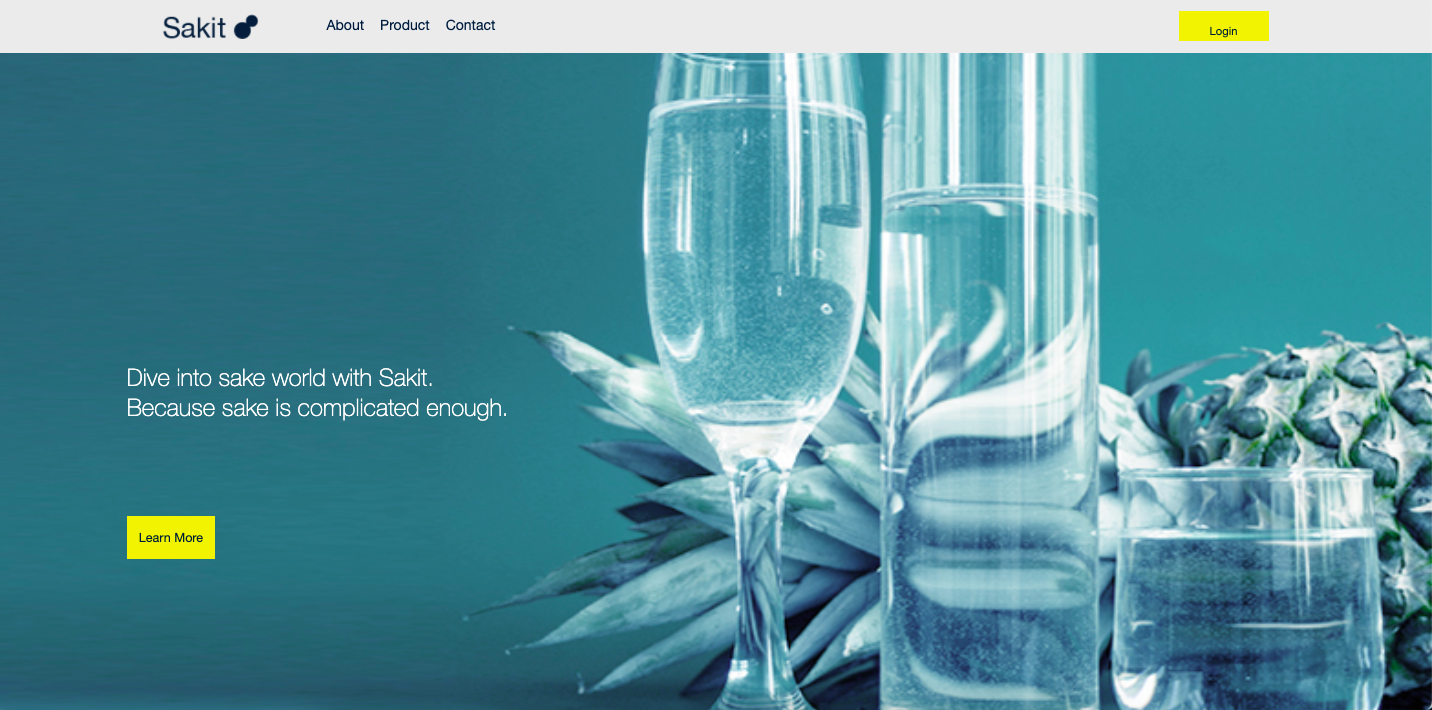 Sakit
About Product Contact
Login
Dive into sake world with Sakit.
Because sake is complicated enough.
Learn More